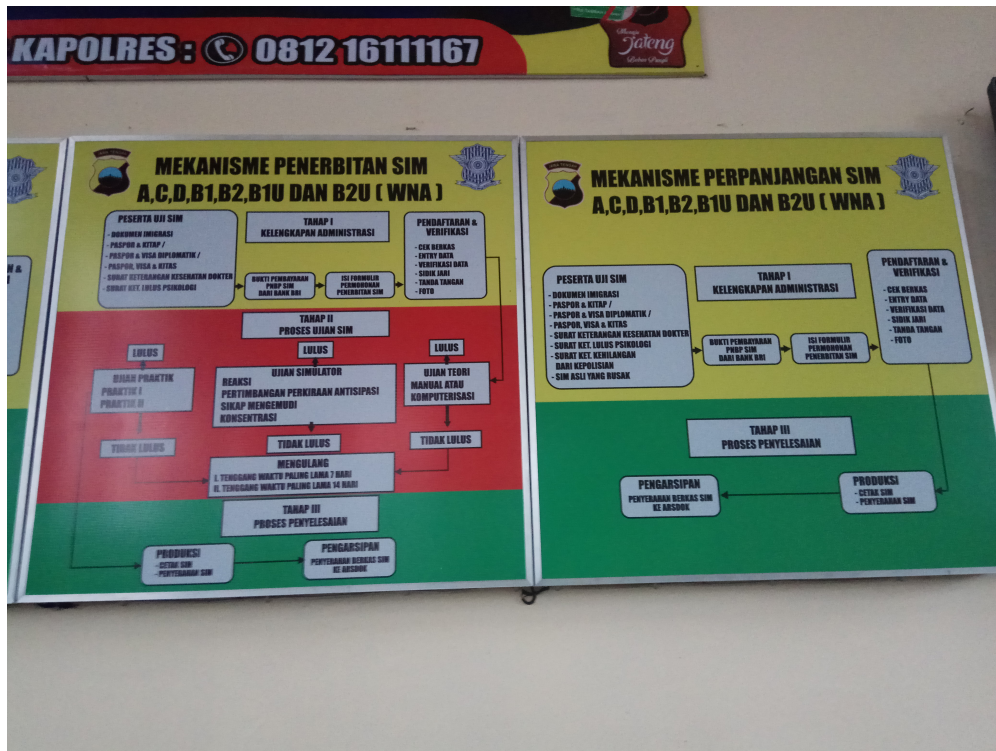 KAPOLRES : 0812 16111167
Jateng
MEKANISME PENERBITAN SIM
A,C,D,B1,B2,B1U DAN B2U ( WNA )
PESERTA UJI SIM
- DOKUMEN IMIGRASI
- PASPOR & KITAP /
- PASPOR & VISA DIPLOMATIK /
- PASPOR, VISA & KITAS
- SURAT KETERANGAN KESEHATAN DOKTER
- SURAT KET. LULUS PSIKOLOGI
TAHAP I
KELENGKAPAN ADMINISTRASI
BUKTI PEMBAYARAN
PNBP SIM
DARI BANK BRI
ISI FORMULIR
PERMOHONAN
PENERBITAN SIM
PENDAFTARAN &
VERIFIKASI
- CEK BERKAS
- ENTRY DATA
- VERIFIKASI DATA
- SIDIK JARI
- TANDA TANGAN
- FOTO
TAHAP II
PROSES UJIAN SIM
LULUS
LULUS
LULUS
UJIAN PRAKTIK
PRAKTIK I
PRAKTIK II
UJIAN SIMULATOR
REAKSI
PERTIMBANGAN PERKIRAAN ANTISIPASI
SIKAP MENGEMUDI
KONSENTRASI
UJIAN TEORI
MANUAL ATAU
KOMPUTERISASI
TIDAK LULUS
TIDAK LULUS
TIDAK LULUS
MENGULANG
I. TENGGANG WAKTU PALING LAMA 7 HARI
II. TENGGANG WAKTU PALING LAMA 14 HARI
TAHAP III
PROSES PENYELESAIAN
PRODUKSI
- CETAK SIM
- PENYERAHAN SIM
PENGARSIPAN
PENYERAHAN BERKAS SIM
KE ARSDOK
MEKANISME PERPANJANGAN SIM
A,C,D,B1,B2,B1U DAN B2U ( WNA )
PESERTA UJI SIM
- DOKUMEN IMIGRASI
- PASPOR & KITAP /
- PASPOR & VISA DIPLOMATIK /
- PASPOR, VISA & KITAS
- SURAT KETERANGAN KESEHATAN DOKTER
- SURAT KET. LULUS PSIKOLOGI
- SURAT KET. KEHILANGAN
DARI KEPOLISIAN
- SIM ASLI YANG RUSAK
TAHAP I
KELENGKAPAN ADMINISTRASI
BUKTI PEMBAYARAN
PNBP SIM
DARI BANK BRI
ISI FORMULIR
PERMOHONAN
PENERBITAN SIM
PENDAFTARAN &
VERIFIKASI
- CEK BERKAS
- ENTRY DATA
- VERIFIKASI DATA
- SIDIK JARI
- TANDA TANGAN
- FOTO
TAHAP III
PROSES PENYELESAIAN
PENGARSIPAN
PENYERAHAN BERKAS SIM
KE ARSDOK
PRODUKSI
- CETAK SIM
- PENYERAHAN SIM